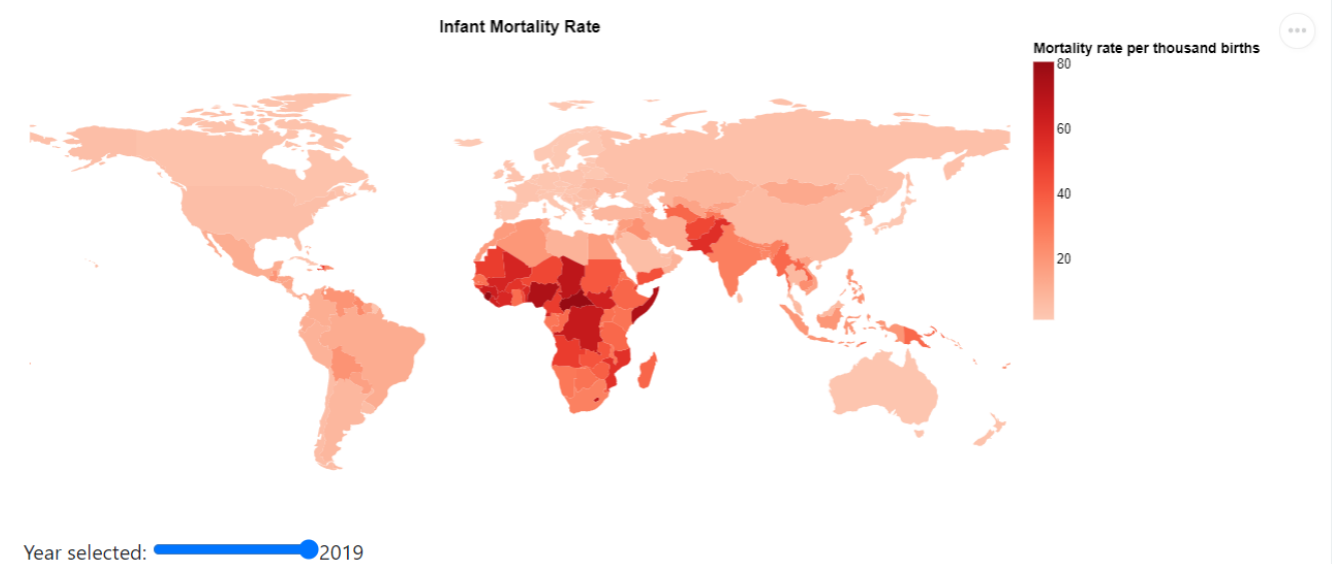 Infant Mortality Rate
Mortality rate per thousand births
80
60
40
20
Year selected: 2019